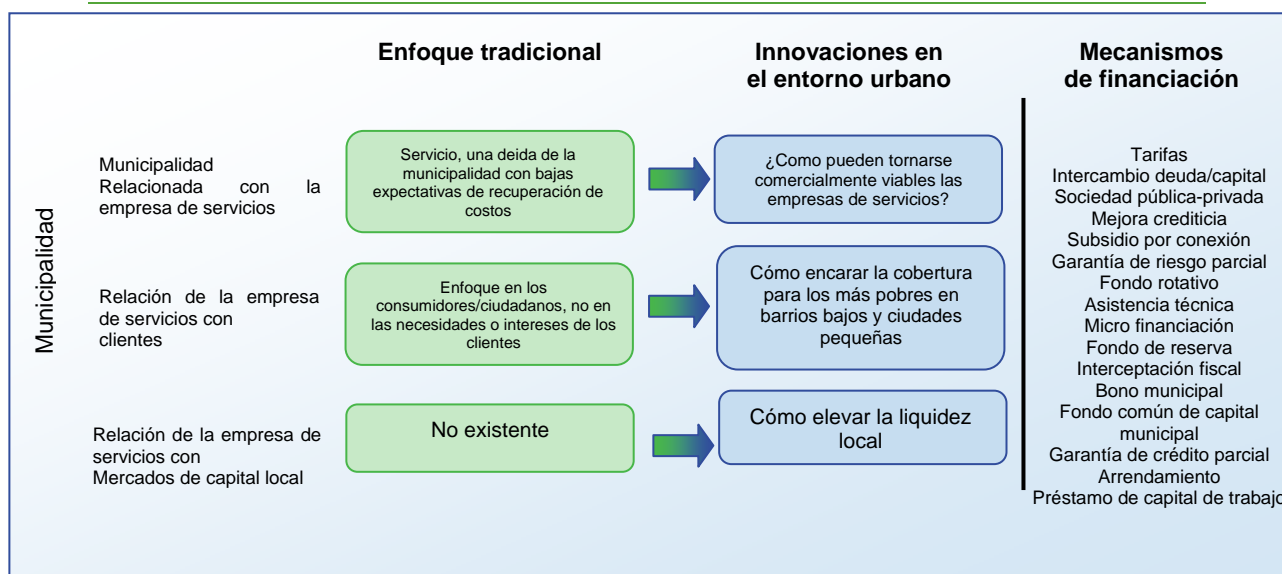 Enfoque tradicional
Innovaciones en
el entorno urbano
Mecanismos
de financiación
Municipalidad
Municipalidad
Relacionada con la
empresa de servicios
Servicio, una deida de la
municipalidad con bajas
expectativas de recuperación de
costos
¿Como pueden tornarse
comercialmente viables las
empresas de servicios?
Relación de la empresa
de servicios con
clientes
Enfoque en los
consumidores/ciudadanos, no en
las necesidades o intereses de los
clientes
Cómo encarar la cobertura
para los más pobres en
barrios bajos y ciudades
pequeñas
Relación de la empresa de
servicios con
Mercados de capital local
No existente
Cómo elevar la liquidez
local
Tarifas
Intercambio deuda/capital
Sociedad pública-privada
Mejora crediticia
Subsidio por conexión
Garantía de riesgo parcial
Fondo rotativo
Asistencia técnica
Micro financiación
Fondo de reserva
Interceptación fiscal
Bono municipal
Fondo común de capital
municipal
Garantía de crédito parcial
Arrendamiento
Préstamo de capital de trabajo